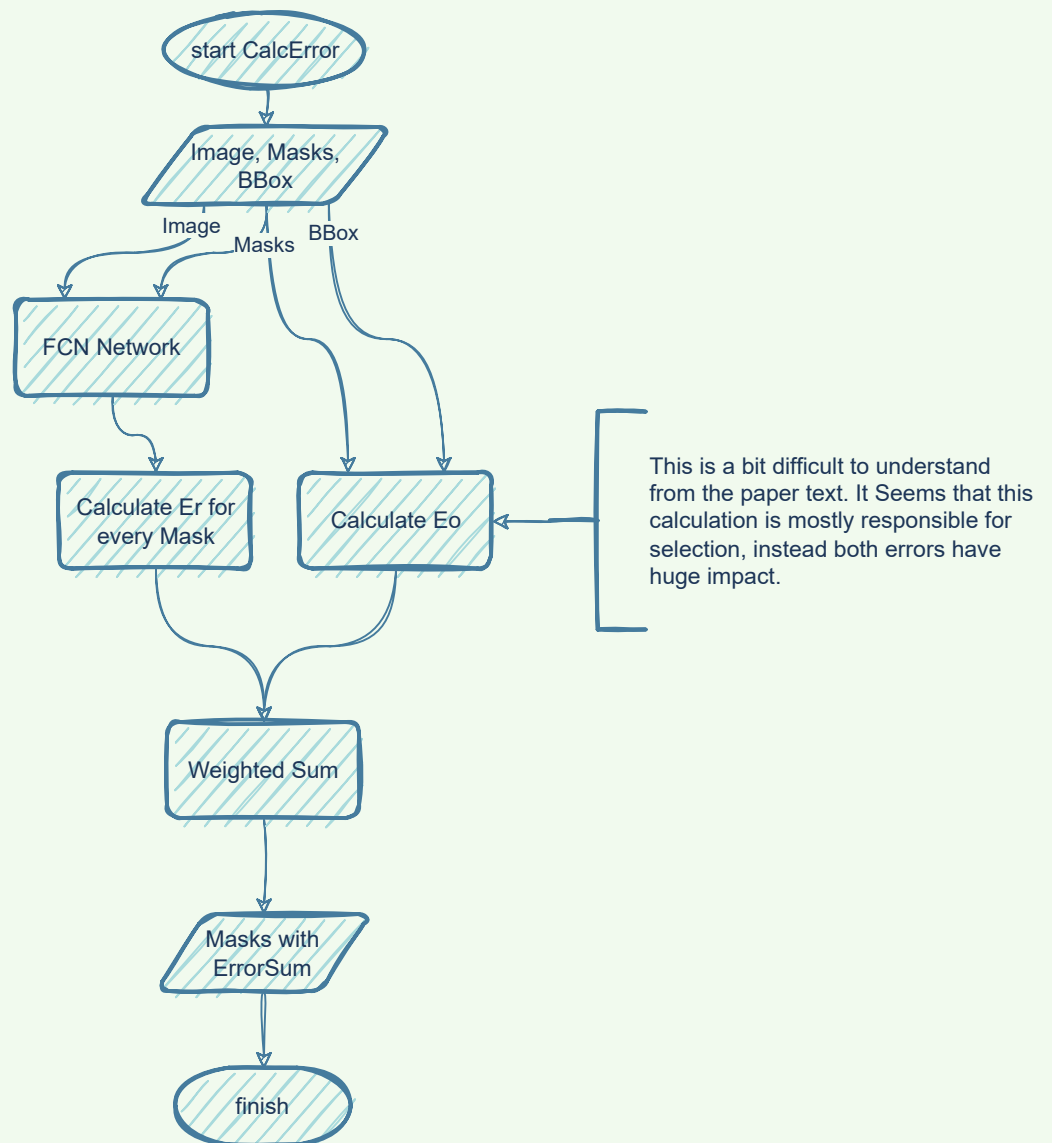 start CalcError
Image, Masks,
BBox
Image
Masks
BBox
FCN Network
Calculate Er for
every Mask
Calculate Eo
This is a bit difficult to understand
from the paper text. It Seems that this
calculation is mostly responsible for
selection, instead both errors have
huge impact.
Weighted Sum
Masks with
ErrorSum
finish